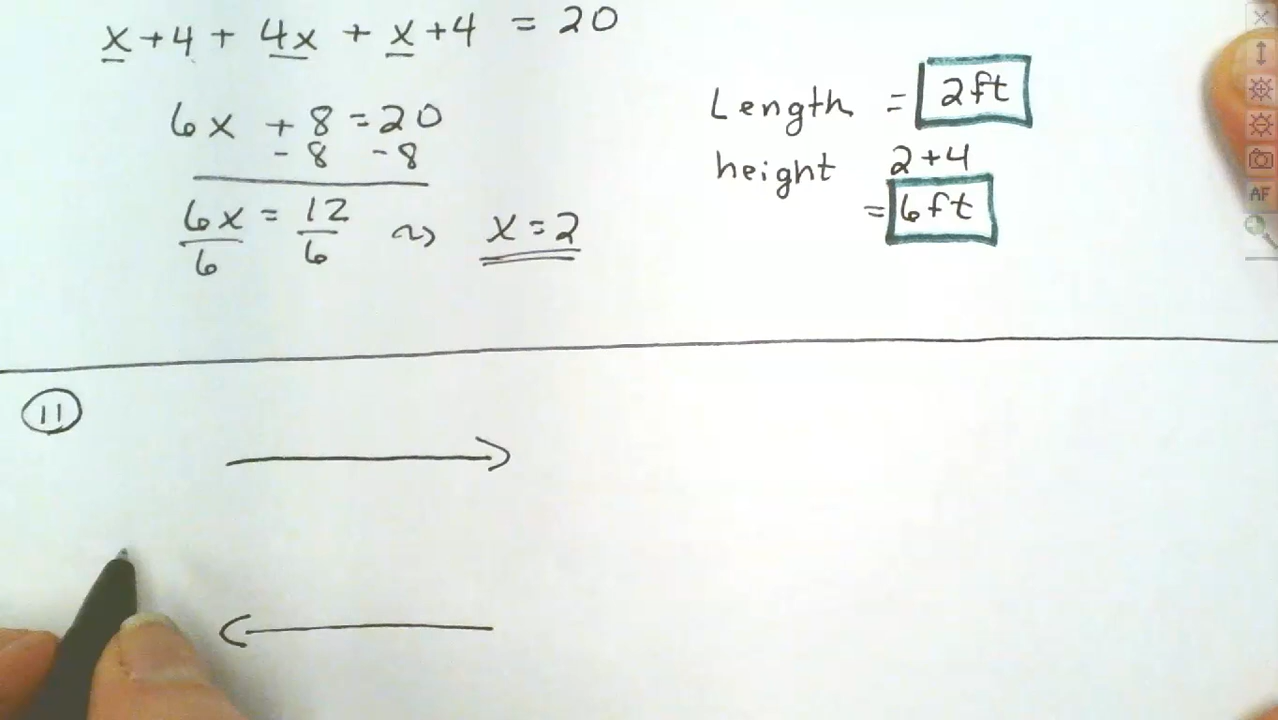 x + 4 + 4x + x + 4 = 20
6x + 8 = 20
- 8 - 8
6x = 12
6 6
~> x = 2
Length = 2ft
height 2 + 4
= 6ft
11
AF